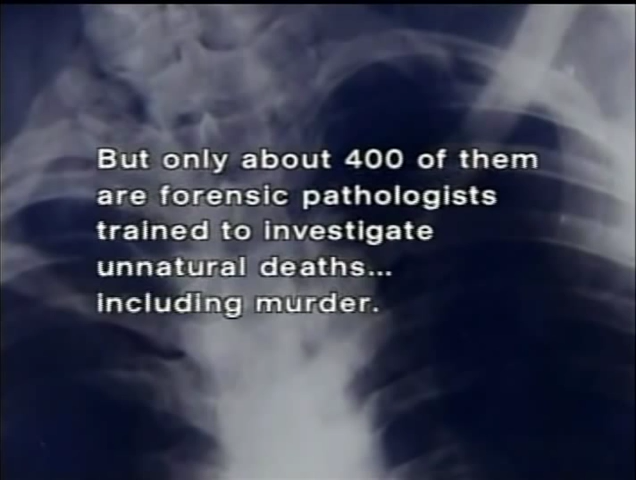 But only about 400 of them
are forensic pathologists
trained to investigate
unnatural deaths...
including murder.